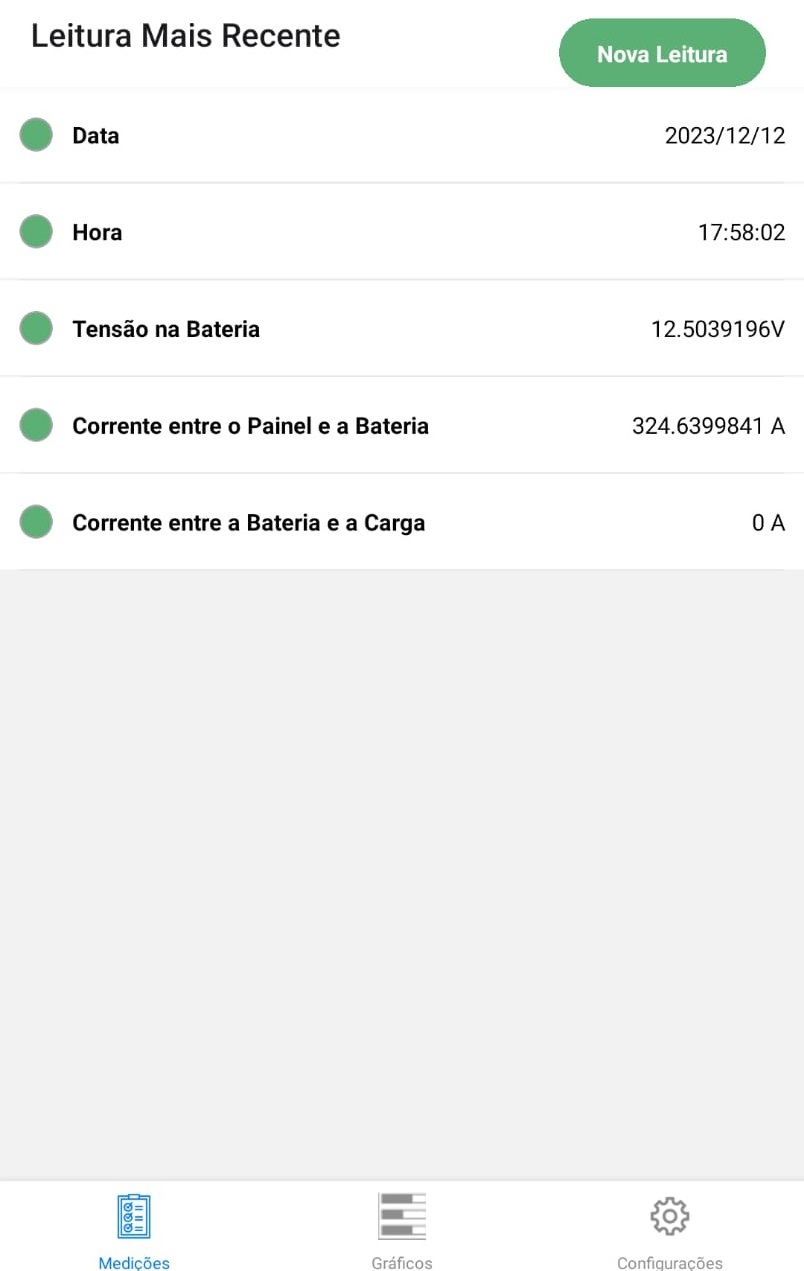 Leitura Mais Recente
Nova Leitura
Data 2023/12/12
Hora 17:58:02
Tensão na Bateria 12.5039196V
Corrente entre o Painel e a Bateria 324.6399841 A
Corrente entre a Bateria e a Carga 0 A
Medições Gráficos Configurações